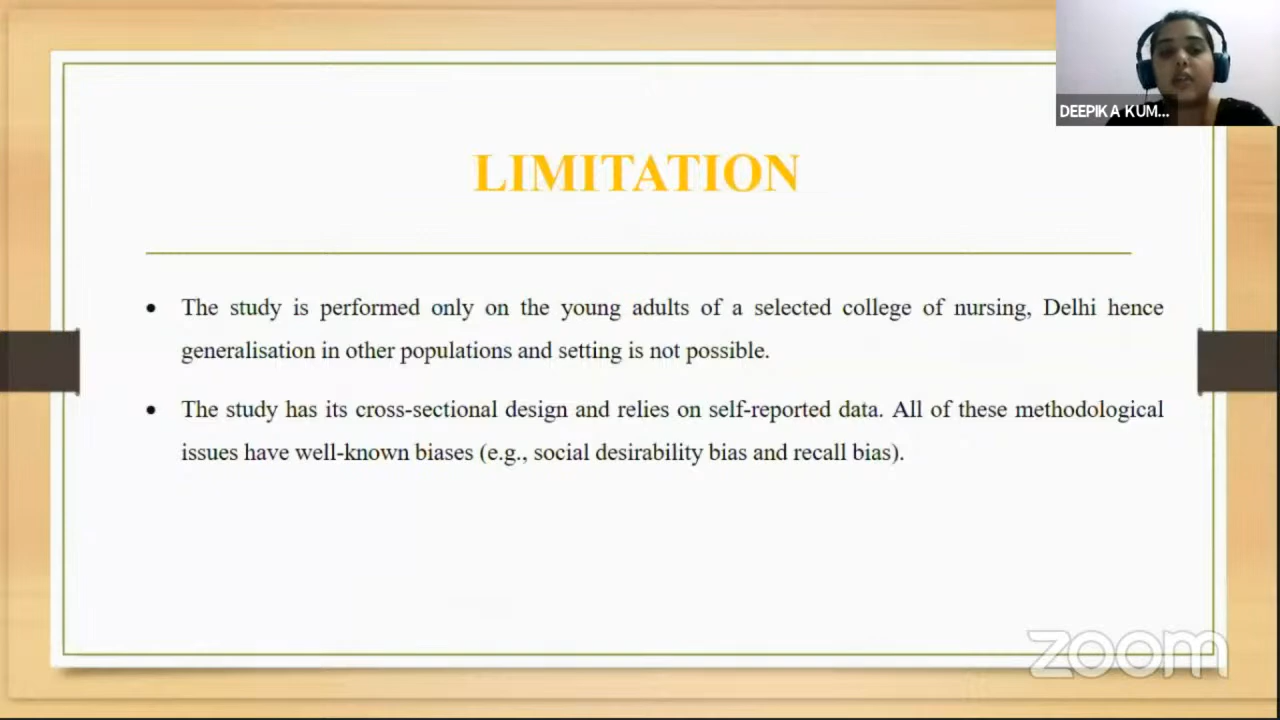 DEEPIKA KUM...
LIMITATION
• The study is performed only on the young adults of a selected college of nursing, Delhi hence
generalisation in other populations and setting is not possible.
• The study has its cross-sectional design and relies on self-reported data. All of these methodological
issues have well-known biases (e.g., social desirability bias and recall bias).
zoom